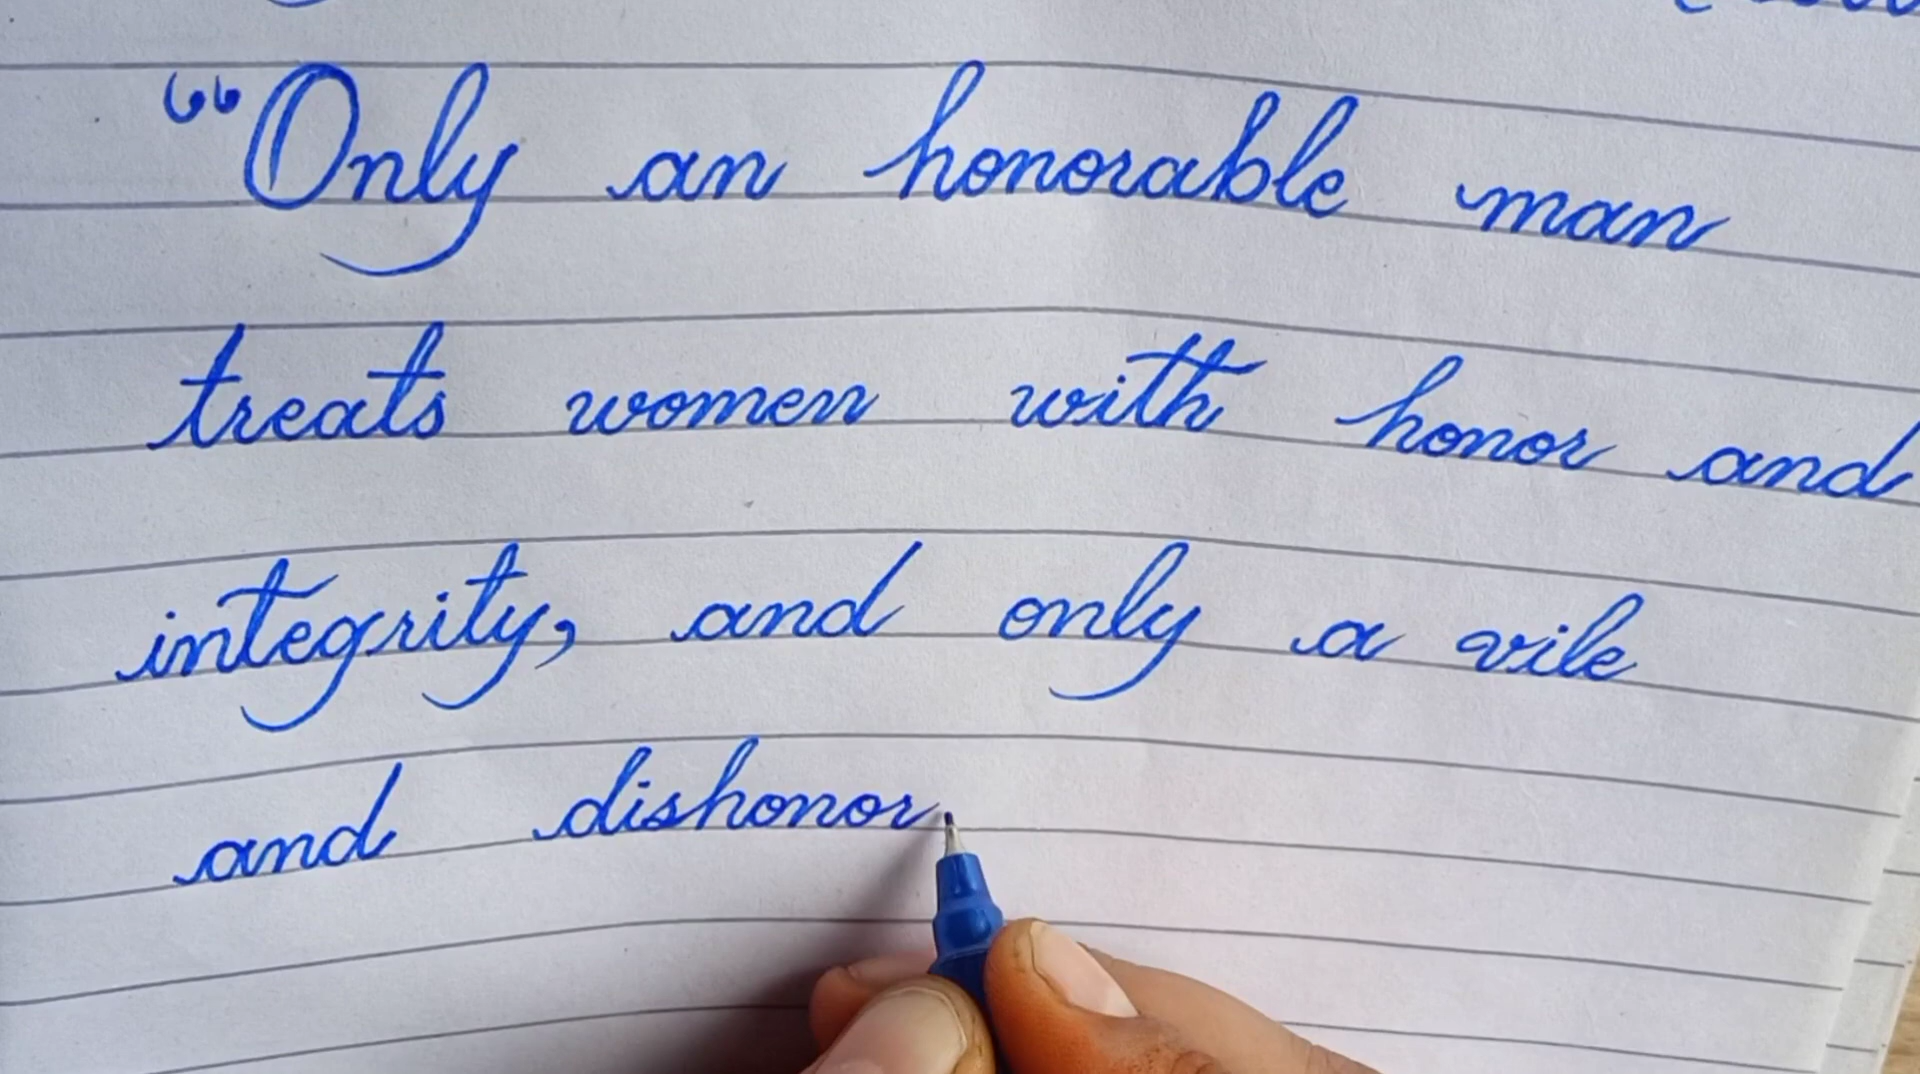 “Only an honorable man
treats women with honor and
integrity, and only a vile
and dishonor